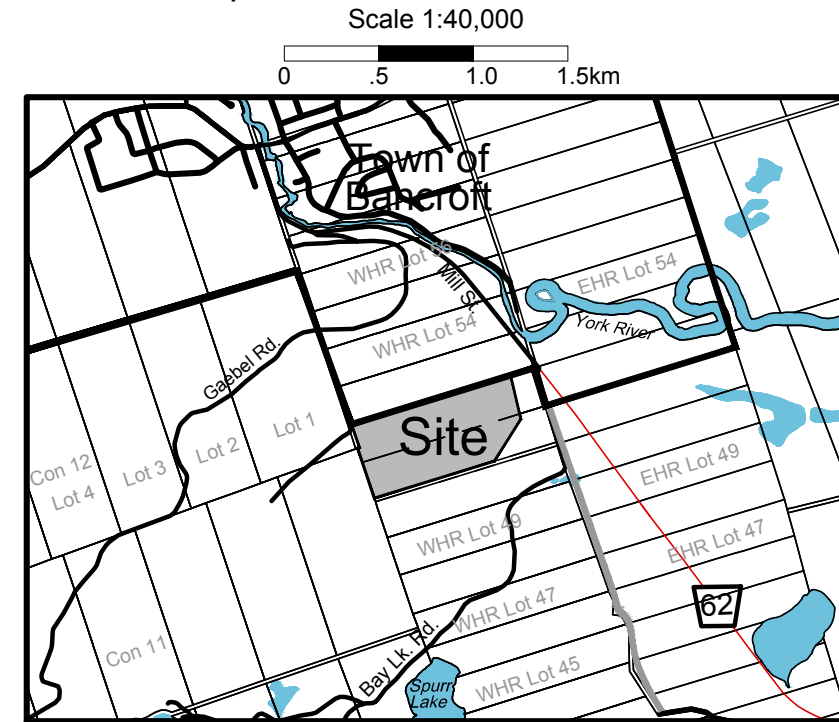 Scale 1:40,000
0 .5 1.0 1.5km
Town of
Bancroft
WHR Lot 56
EHR Lot 54
Mill St.
York River
WHR Lot 54
Gaebel Rd.
Site
Lot 1
Lot 2
Lot 3
Con 12
Lot 4
EHR Lot 49
WHR Lot 49
EHR Lot 47
62
WHR Lot 47
Con 11
Bay Lk. Rd.
WHR Lot 45
Spurr
Lake